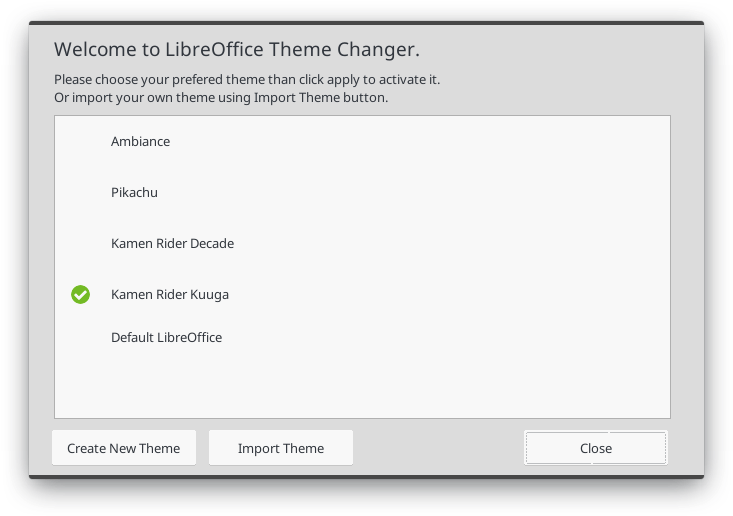 Welcome to LibreOffice Theme Changer.
Please choose your prefered theme than click apply to activate it.
Or import your own theme using Import Theme button.
Ambiance
Pikachu
Kamen Rider Decade
Kamen Rider Kuuga
Default LibreOffice
Create New Theme
Import Theme
Close